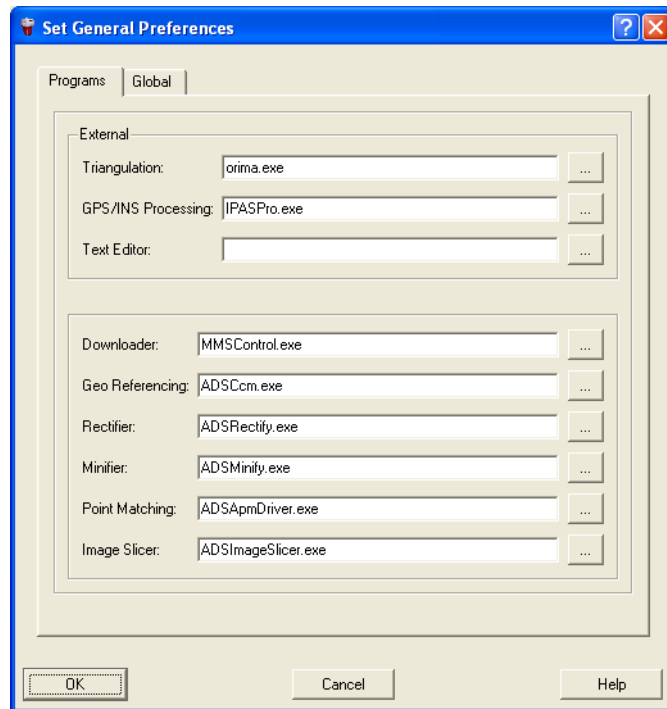 Set General Preferences
Programs Global
External
Triangulation: orima.exe ...
GPS/INS Processing: IPASPro.exe ...
Text Editor: ...
Downloader: MMSControl.exe ...
Geo Referencing: ADSCcm.exe ...
Rectifier: ADSRectify.exe ...
Minifier: ADSMinify.exe ...
Point Matching: ADSApmDriver.exe ...
Image Slicer: ADSImageSlicer.exe ...
OK Cancel Help